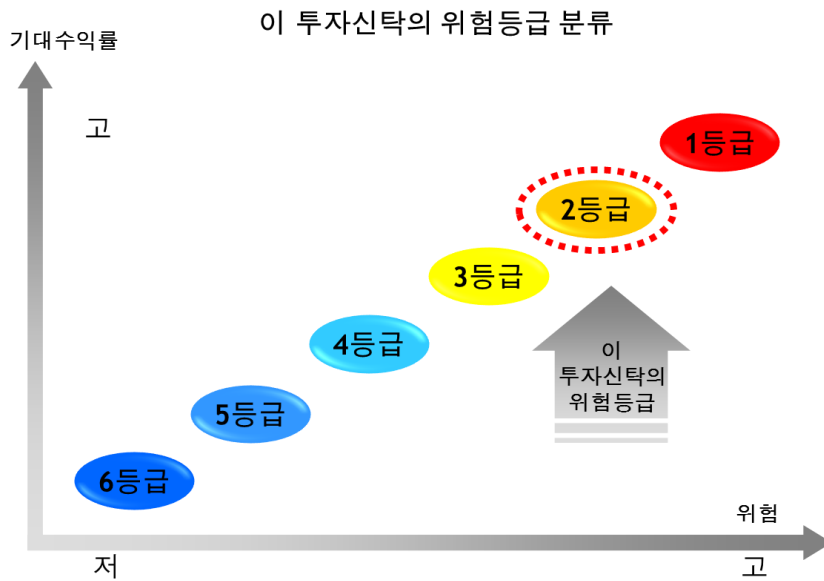 이 투자신탁의 위험등급 분류
기대수익률
고
1등급
2등급
3등급
4등급
5등급
6등급
이
투자신탁의
위험등급
위험
저
고